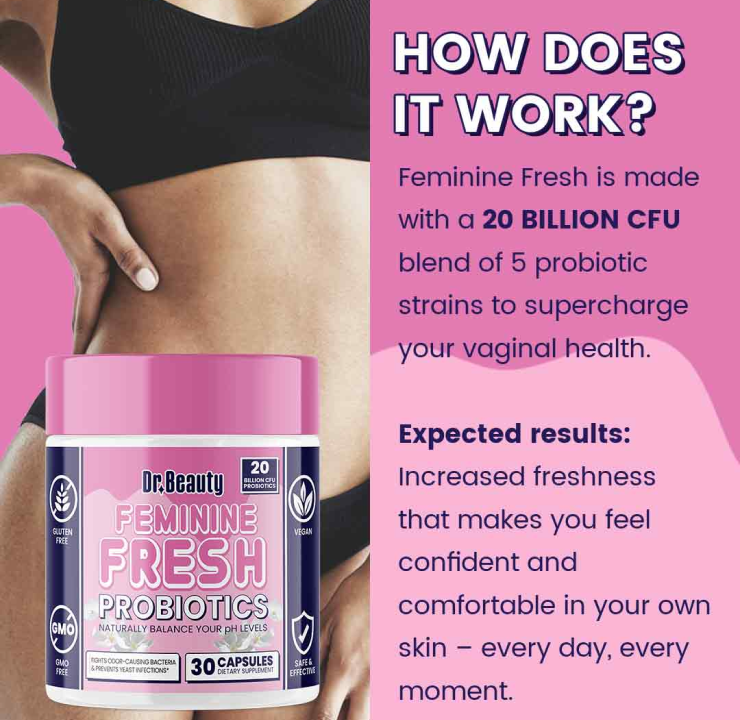 HOW DOES
IT WORK?
Feminine Fresh is made
with a 20 BILLION CFU
blend of 5 probiotic
strains to supercharge
your vaginal health.
Expected results:
Increased freshness
that makes you feel
confident and
comfortable in your own
skin – every day, every
moment.
Dr. Beauty
20
BILLION CFU
PROBIOTICS
FEMININE
FRESH
PROBIOTICS
NATURALLY BALANCE YOUR pH LEVELS
FIGHTS ODOR-CAUSING BACTERIA
& PREVENTS YEAST INFECTIONS*
30 CAPSULES
DIETARY SUPPLEMENT
GLUTEN
FREE
GMO
GMO
FREE
VEGAN
SAFE &
EFFECTIVE